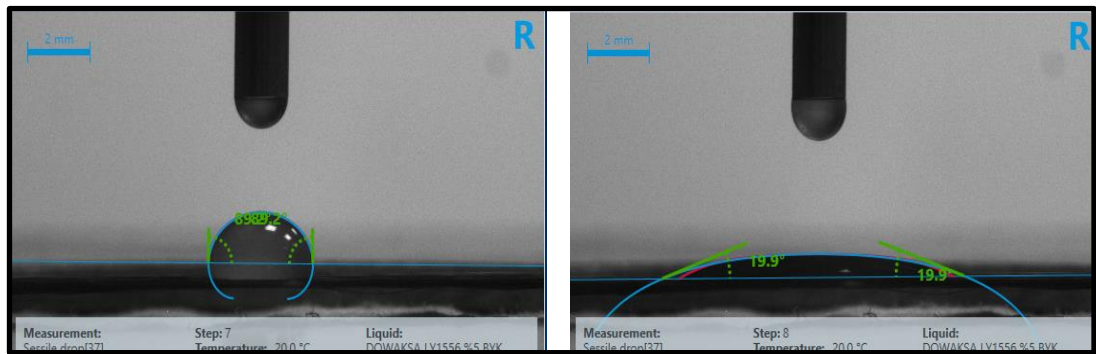 2 mm
R
89.2°
Measurement: Step: 7 Liquid:
Sessile drop[37] Temperature: 20.0 °C DOWAKSA LY1556 %5 BYK
2 mm
R
19.9°
19.9°
Measurement: Step: 8 Liquid:
Sessile drop[37] Temperature: 20.0 °C DOWAKSA LY1556 %5 BYK